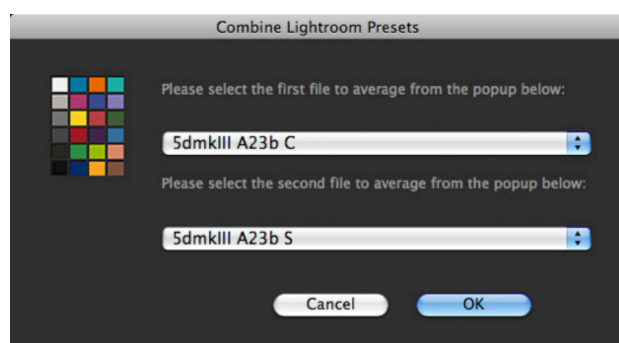 Combine Lightroom Presets
Please select the first file to average from the popup below:
5dmkIII A23b C
Please select the second file to average from the popup below:
5dmkIII A23b S
Cancel OK